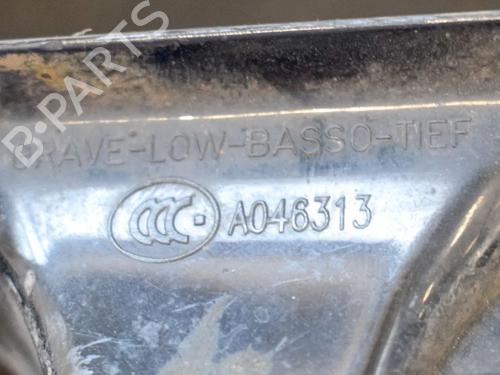 B-PARTS
GRAVE-LOW-BASSO-TIEF
CCC A046313